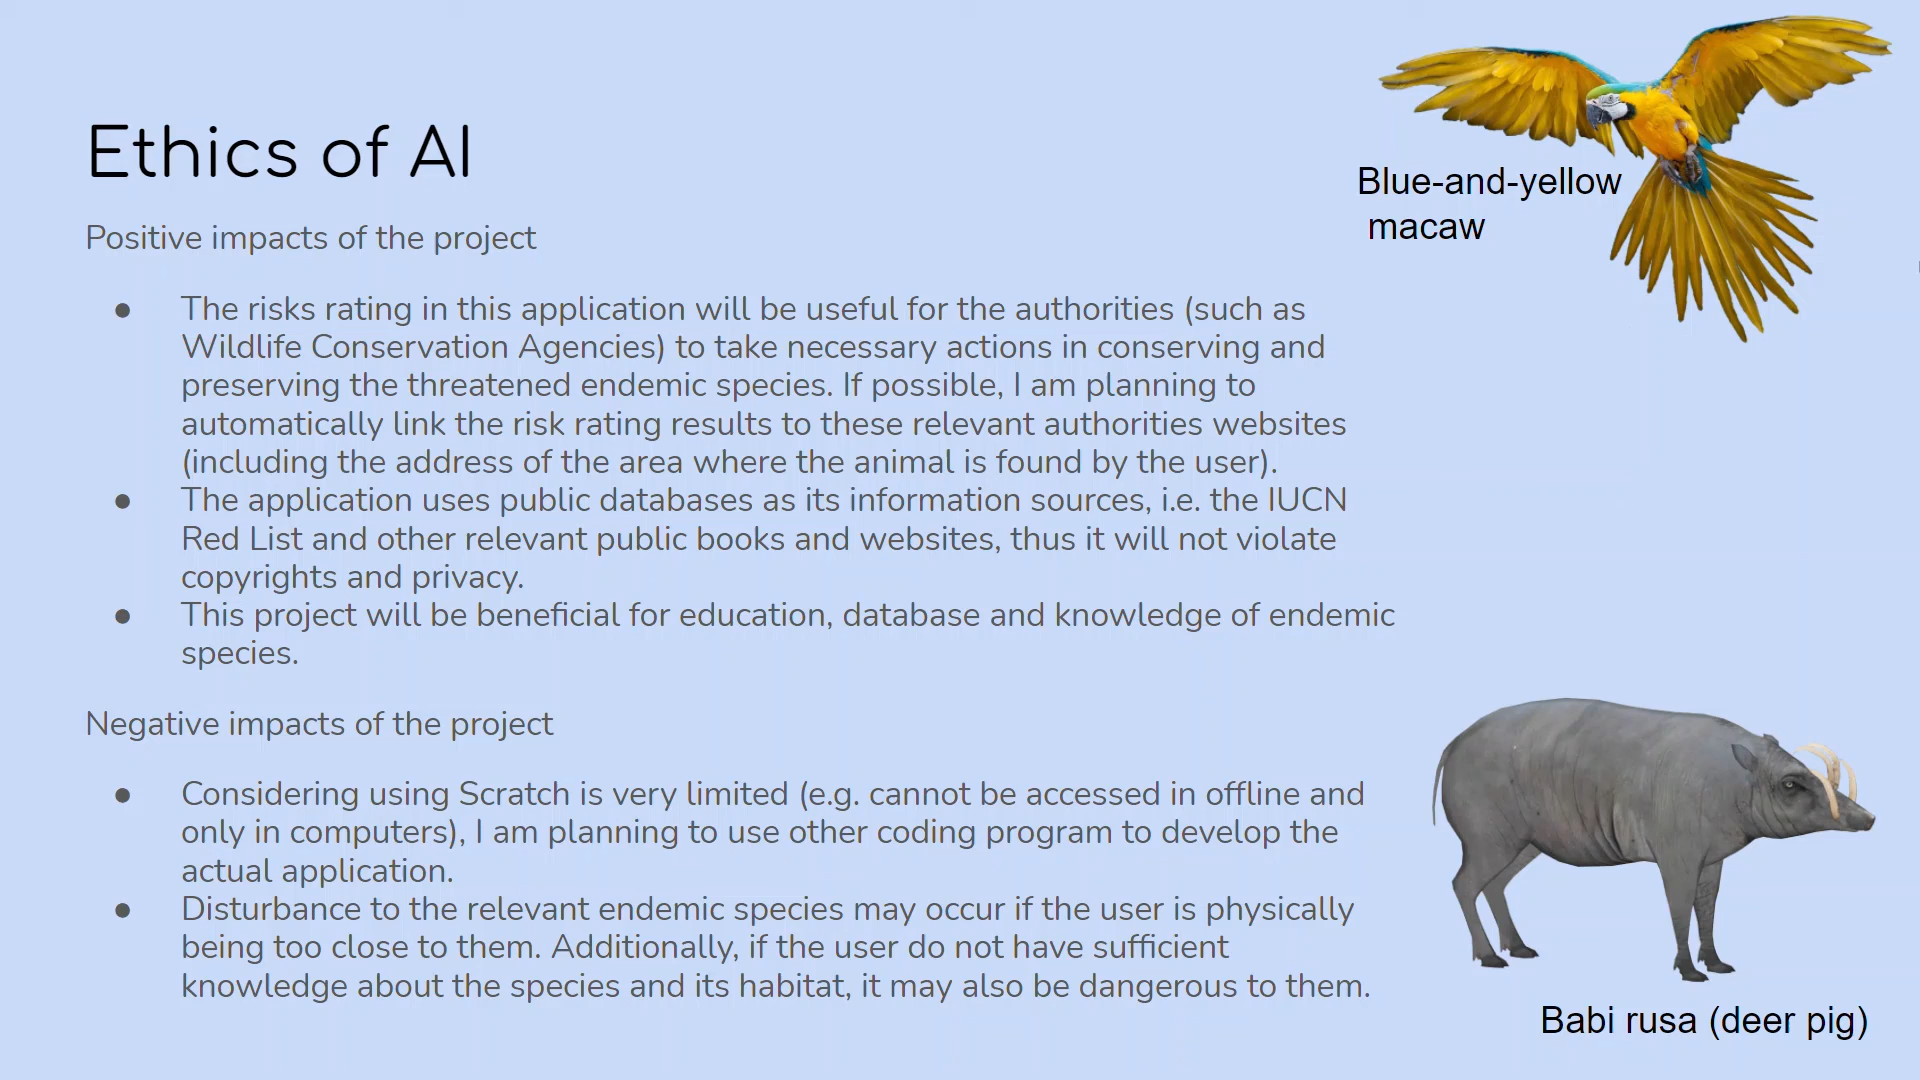 Ethics of AI
Blue-and-yellow
macaw
Positive impacts of the project
● The risks rating in this application will be useful for the authorities (such as
Wildlife Conservation Agencies) to take necessary actions in conserving and
preserving the threatened endemic species. If possible, I am planning to
automatically link the risk rating results to these relevant authorities websites
(including the address of the area where the animal is found by the user).
● The application uses public databases as its information sources, i.e. the IUCN
Red List and other relevant public books and websites, thus it will not violate
copyrights and privacy.
● This project will be beneficial for education, database and knowledge of endemic
species.
Negative impacts of the project
● Considering using Scratch is very limited (e.g. cannot be accessed in offline and
only in computers), I am planning to use other coding program to develop the
actual application.
● Disturbance to the relevant endemic species may occur if the user is physically
being too close to them. Additionally, if the user do not have sufficient
knowledge about the species and its habitat, it may also be dangerous to them.
Babi rusa (deer pig)